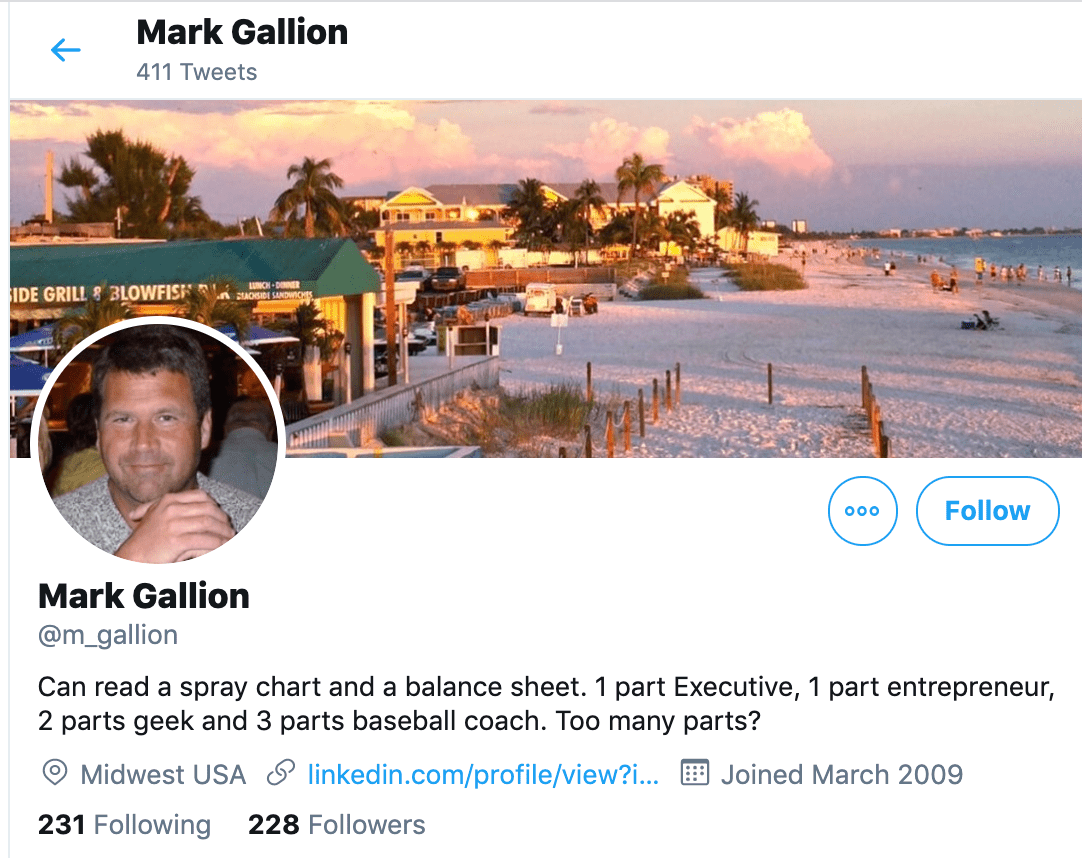 Mark Gallion
411 Tweets
IDE GRILL & BLOWFISH BAR
LUNCH - DINNER
BEACHSIDE SANDWICHES
Mark Gallion
@m_gallion
Follow
Can read a spray chart and a balance sheet. 1 part Executive, 1 part entrepreneur,
2 parts geek and 3 parts baseball coach. Too many parts?
Midwest USA linkedin.com/profile/view?i... Joined March 2009
231 Following 228 Followers